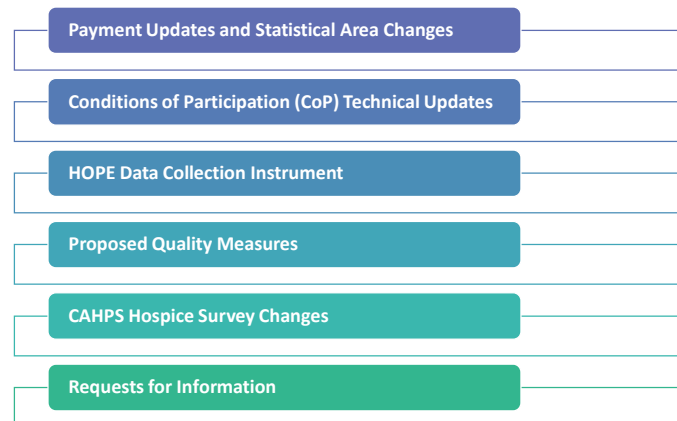 Payment Updates and Statistical Area Changes
Conditions of Participation (CoP) Technical Updates
HOPE Data Collection Instrument
Proposed Quality Measures
CAHPS Hospice Survey Changes
Requests for Information